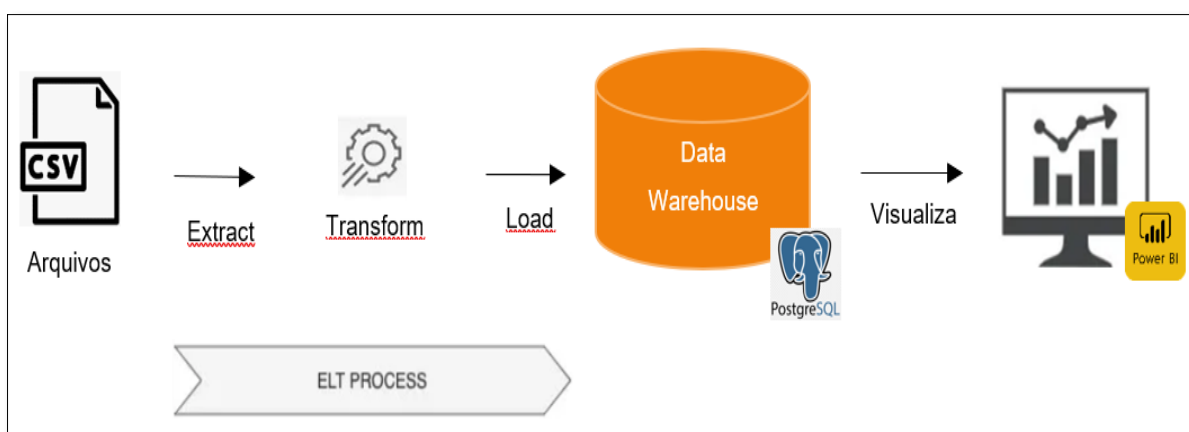 CSV
Arquivos
Extract
Transform
Load
Data
Warehouse
PostgreSQL
Visualiza
Power BI
ELT PROCESS